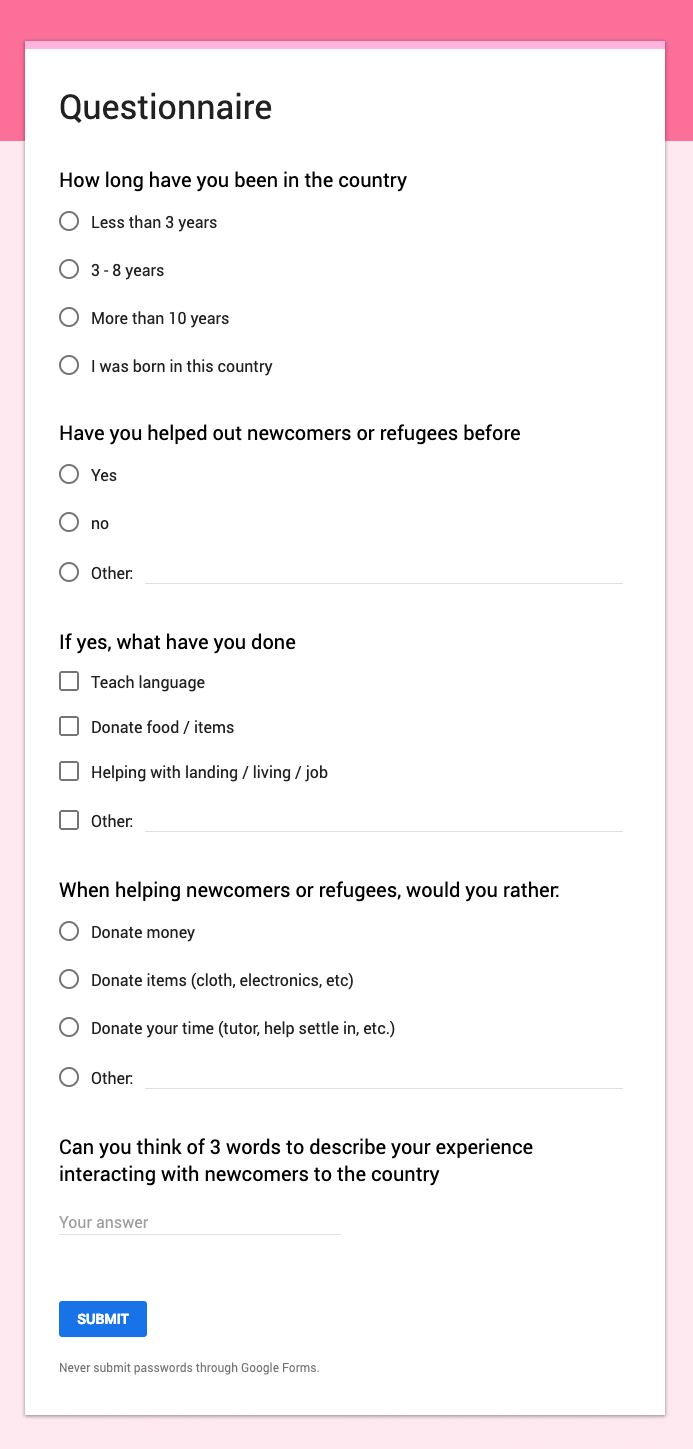 Questionnaire
How long have you been in the country
Less than 3 years
3 - 8 years
More than 10 years
I was born in this country
Have you helped out newcomers or refugees before
Yes
no
Other:
If yes, what have you done
Teach language
Donate food / items
Helping with landing / living / job
Other:
When helping newcomers or refugees, would you rather:
Donate money
Donate items (cloth, electronics, etc)
Donate your time (tutor, help settle in, etc.)
Other:
Can you think of 3 words to describe your experience
interacting with newcomers to the country
Your answer
SUBMIT
Never submit passwords through Google Forms.